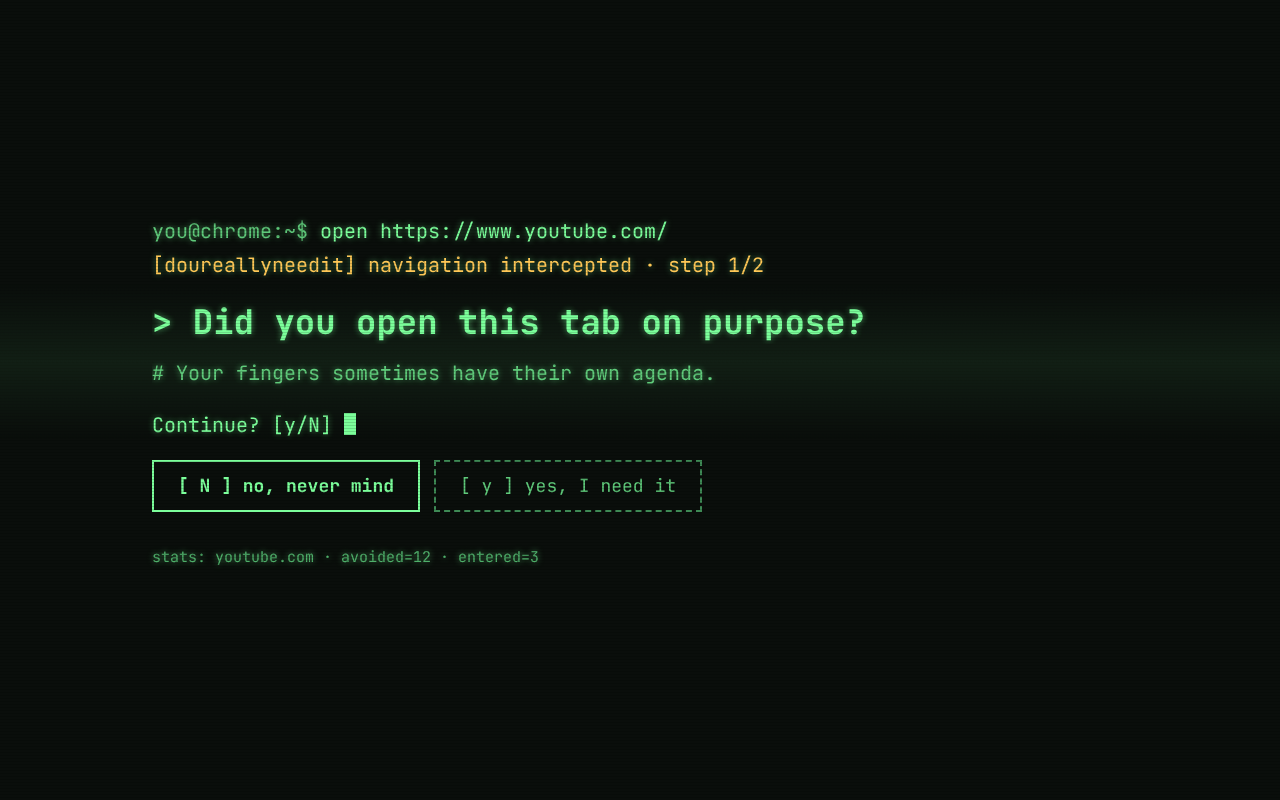 you@chrome:~$ open https://www.youtube.com/
[doureallyneedit] navigation intercepted · step 1/2
> Did you open this tab on purpose?
# Your fingers sometimes have their own agenda.
Continue? [y/N]
[ N ] no, never mind
[ y ] yes, I need it
stats: youtube.com · avoided=12 · entered=3